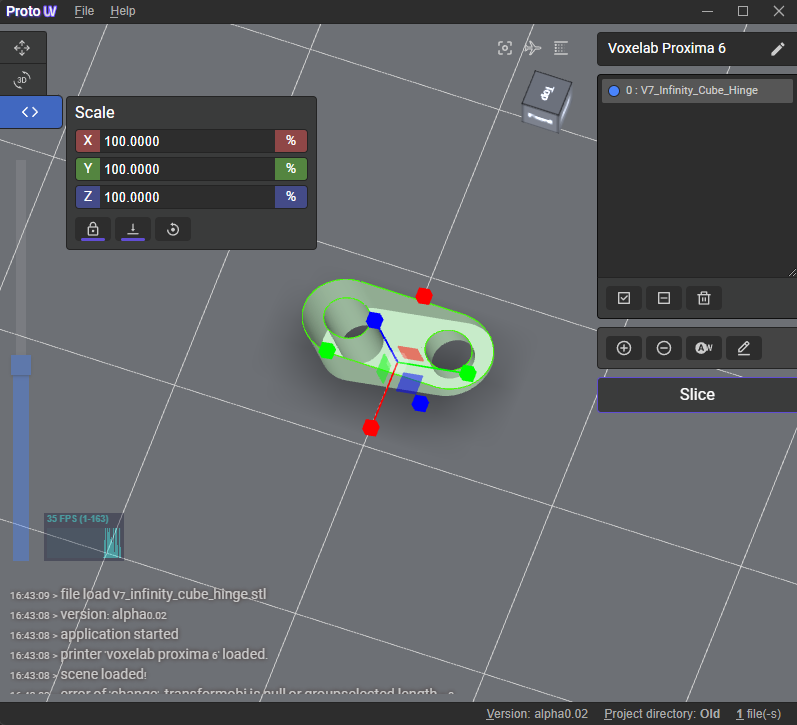 Proto UV File Help
Voxelab Proxima 6
3D
Top
0 : V7_Infinity_Cube_Hinge
Scale
X 100.0000 %
Y 100.0000 %
Z 100.0000 %
Slice
35 FPS (1-163)
16:43:09 > file load v7_infinity_cube_hinge.stl
16:43:08 > version: alpha0.02
16:43:08 > application started
16:43:08 > printer 'voxelab proxima 6' loaded.
16:43:08 > scene loaded!
error of 'change': transformobj is null or groupselected.length
Version: alpha0.02 Project directory: Old 1 file(-s)